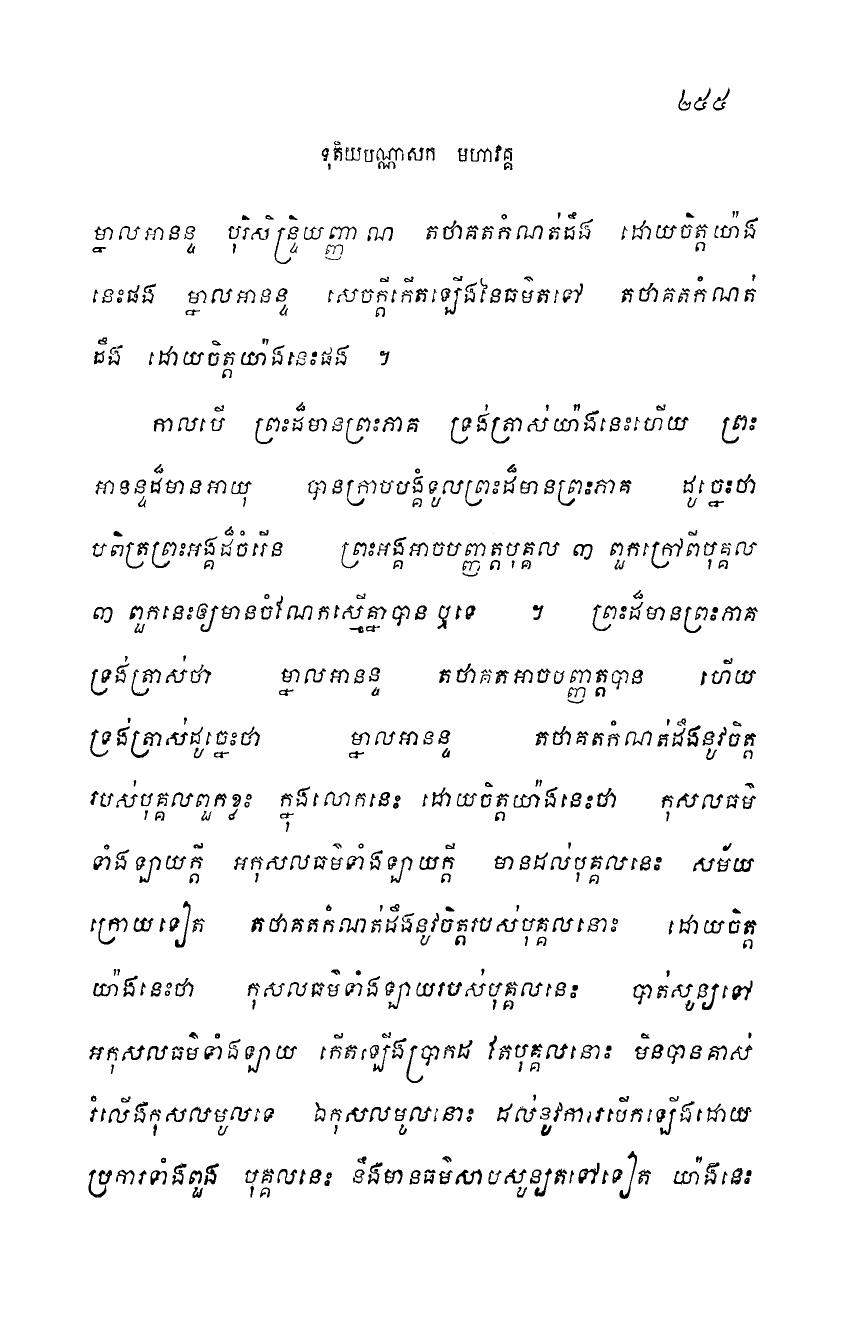 ២៥៥
ទុតិយបណ្ណាសក មហាវគ្គ
ម្នាលអានន្ទ បុរិសិន្ទ្រិយញ្ញាណ តថាគតកំណត់ដឹង ដោយចិត្តយ៉ាង
នេះផង ម្នាលអានន្ទ សេចក្តីកើតឡើងនៃធម៌តទៅ តថាគតកំណត់
ដឹង ដោយចិត្តយ៉ាងនេះផង ។
កាលបើ ព្រះដ៏មានព្រះភាគ ទ្រង់ត្រាស់យ៉ាងនេះហើយ ព្រះ
អានន្ទដ៏មានអាយុ បានក្រាបបង្គំទូលព្រះដ៏មានព្រះភាគ ដូច្នេះថា
បពិត្រព្រះអង្គដ៏ចំរើន ព្រះអង្គអាចបញ្ញត្តបុគ្គល ៣ ពួកក្រៅពីបុគ្គល
៣ ពួកនេះឲ្យមានចំណែកស្មើគ្នាបាន ឬទេ ។ ព្រះដ៏មានព្រះភាគ
ទ្រង់ត្រាស់ថា ម្នាលអានន្ទ តថាគតអាចបញ្ញត្តបាន ហើយ
ទ្រង់ត្រាស់ដូច្នេះថា ម្នាលអានន្ទ តថាគតកំណត់ដឹងនូវចិត្ត
របស់បុគ្គលពួកខ្លះ ក្នុងលោកនេះ ដោយចិត្តយ៉ាងនេះថា កុសលធម៌
ទាំងឡាយក្តី អកុសលធម៌ទាំងឡាយក្តី មានដល់បុគ្គលនេះ សម័យ
ក្រោយទៀត តថាគតកំណត់ដឹងនូវចិត្តរបស់បុគ្គលនោះ ដោយចិត្ត
យ៉ាងនេះថា កុសលធម៌ទាំងឡាយរបស់បុគ្គលនេះ បាត់សូន្យទៅ
អកុសលធម៌ទាំងឡាយ កើតឡើងប្រាកដ តែបុគ្គលនោះ មិនបានគាស់
រំលើងកុសលមូលទេ ឯកុសលមូលនោះ ដល់នូវការបើកឡើងដោយ
ប្រការទាំងពួង បុគ្គលនេះ នឹងមានធម៌សាបសូន្យតទៅទៀត យ៉ាងនេះ